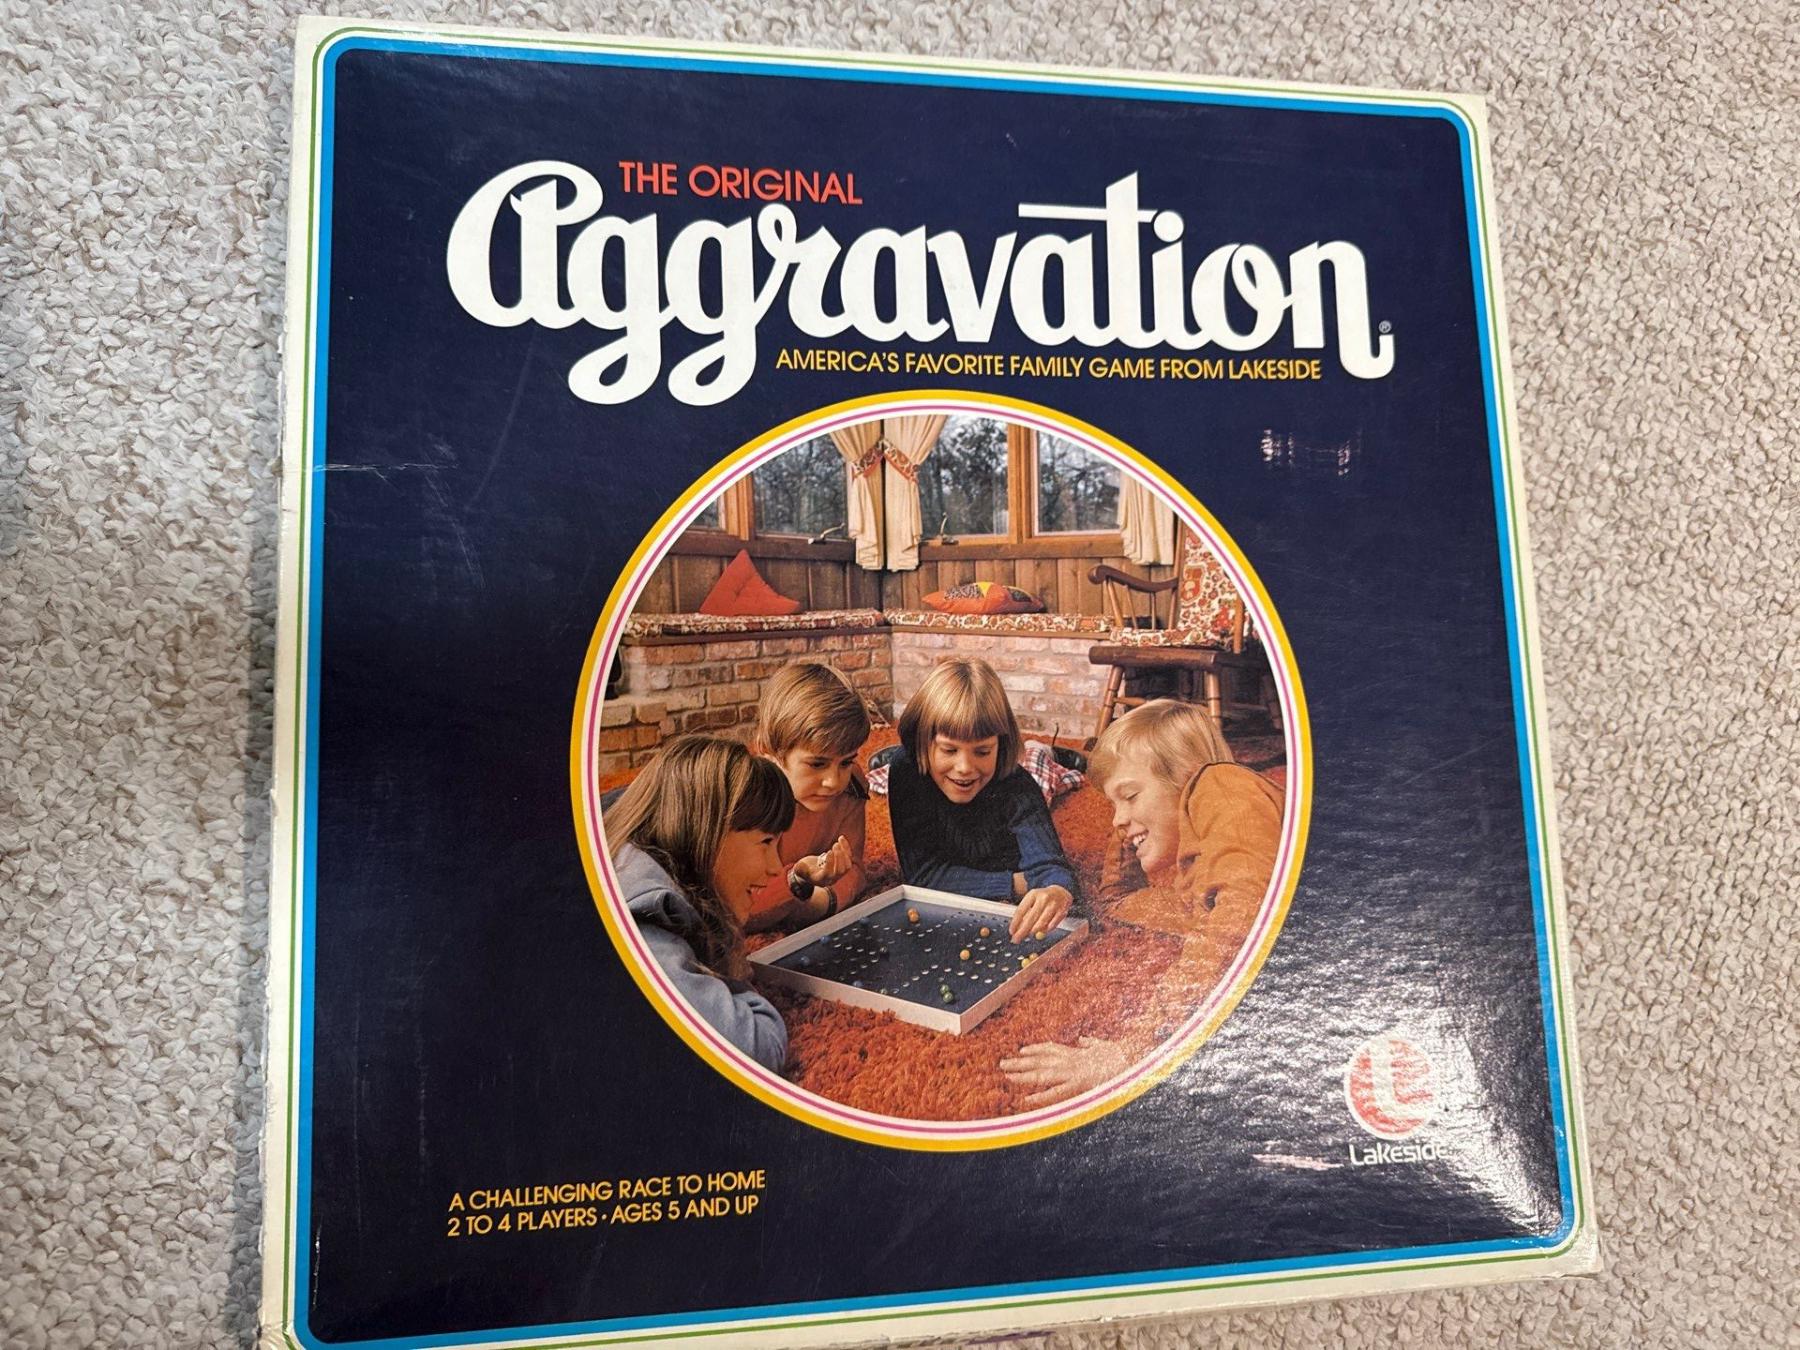 THE ORIGINAL
Aggravation®
AMERICA'S FAVORITE FAMILY GAME FROM LAKESIDE
Lakeside
A CHALLENGING RACE TO HOME
2 TO 4 PLAYERS • AGES 5 AND UP